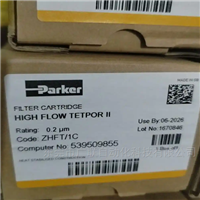 Parker
FILTER CARTRIDGE
HIGH FLOW TETPOR II
Rating: 0.2 µm
Code: ZHFT/1C
Computer No: 539509855
Use By: 06-2026
Lot No: 1670846